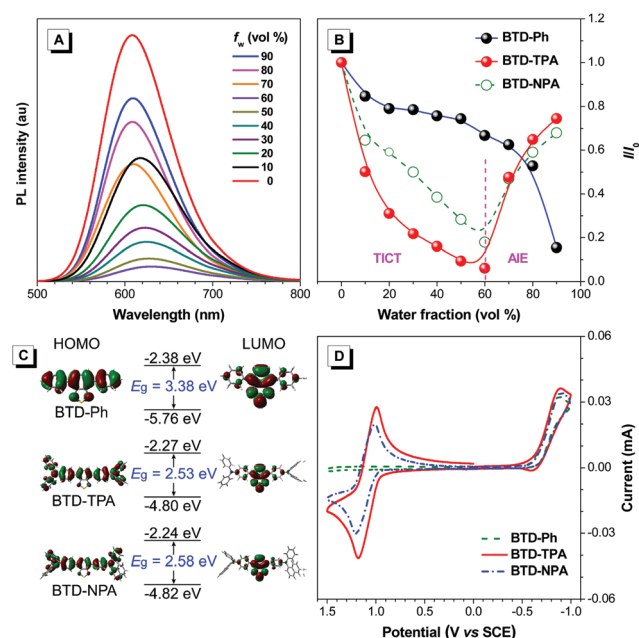 A
f_w (vol %)
90
80
70
60
50
40
30
20
10
0
PL intensity (au)
500 600 700 800
Wavelength (nm)
B
BTD-Ph
BTD-TPA
BTD-NPA
TICT
AIE
1.2
1.0
0.8
0.6
0.4
0.2
0.0
I/I_0
0 20 40 60 80 100
Water fraction (vol %)
C
HOMO
LUMO
-2.38 eV
Eg = 3.38 eV
-5.76 eV
BTD-Ph
-2.27 eV
Eg = 2.53 eV
-4.80 eV
BTD-TPA
-2.24 eV
Eg = 2.58 eV
-4.82 eV
BTD-NPA
D
0.06
0.03
0.00
-0.03
-0.06
Current (mA)
BTD-Ph
BTD-TPA
BTD-NPA
1.5 1.0 0.5 0.0 -0.5 -1.0
Potential (V vs SCE)